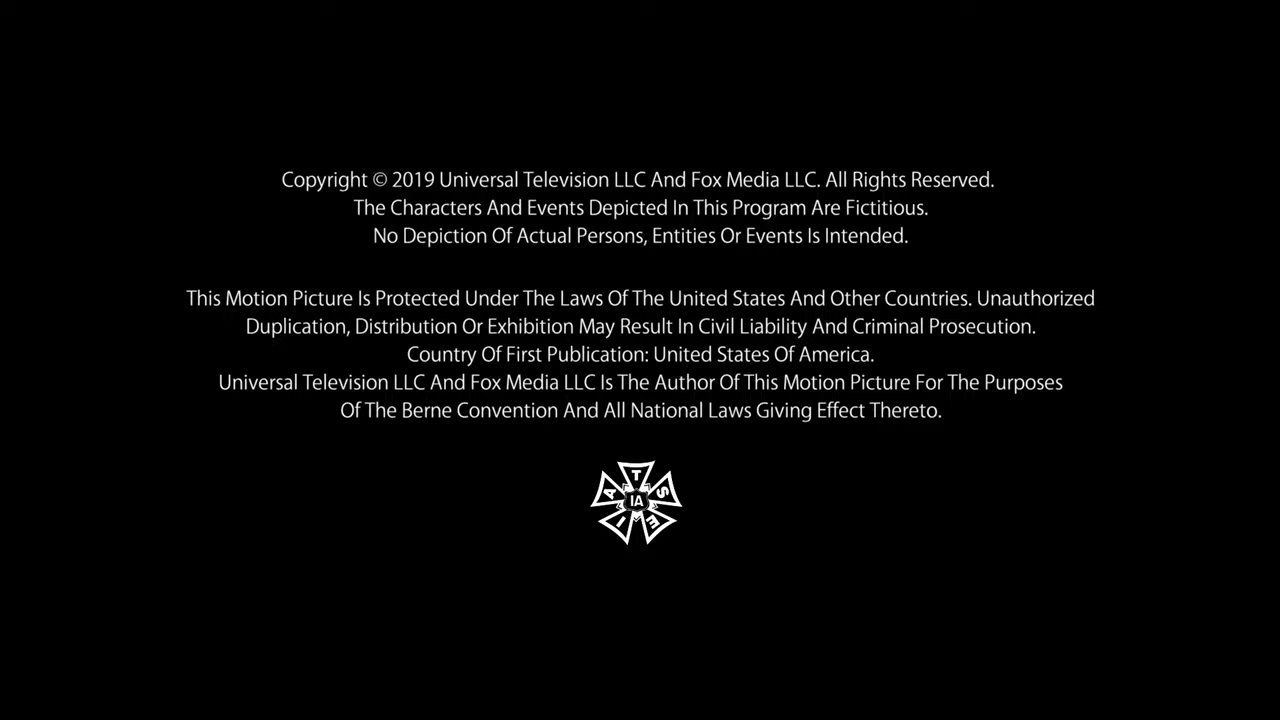 Copyright © 2019 Universal Television LLC And Fox Media LLC. All Rights Reserved.
The Characters And Events Depicted In This Program Are Fictitious.
No Depiction Of Actual Persons, Entities Or Events Is Intended.
This Motion Picture Is Protected Under The Laws Of The United States And Other Countries. Unauthorized
Duplication, Distribution Or Exhibition May Result In Civil Liability And Criminal Prosecution.
Country Of First Publication: United States Of America.
Universal Television LLC And Fox Media LLC Is The Author Of This Motion Picture For The Purposes
Of The Berne Convention And All National Laws Giving Effect Thereto.
IATSE
IA